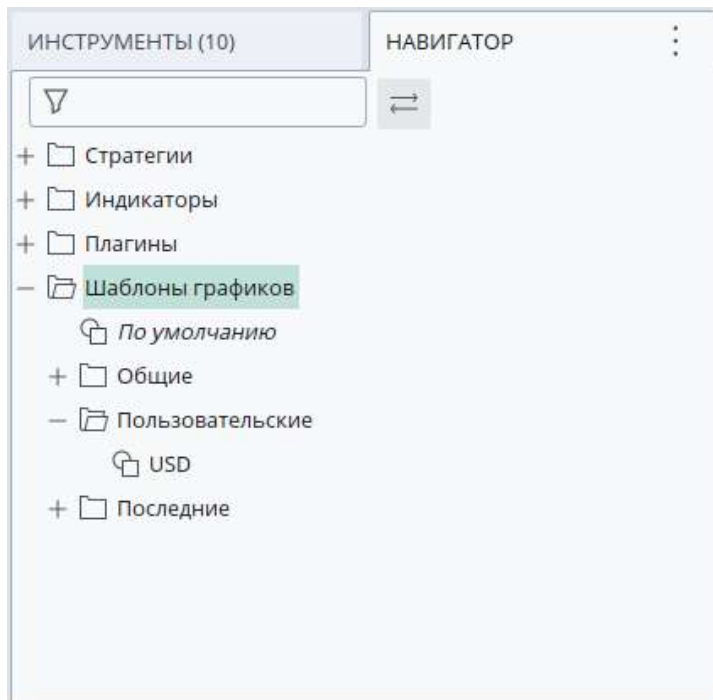 ИНСТРУМЕНТЫ (10)
НАВИГАТОР
Стратегии
Индикаторы
Плагины
Шаблоны графиков
По умолчанию
Общие
Пользовательские
USD
Последние